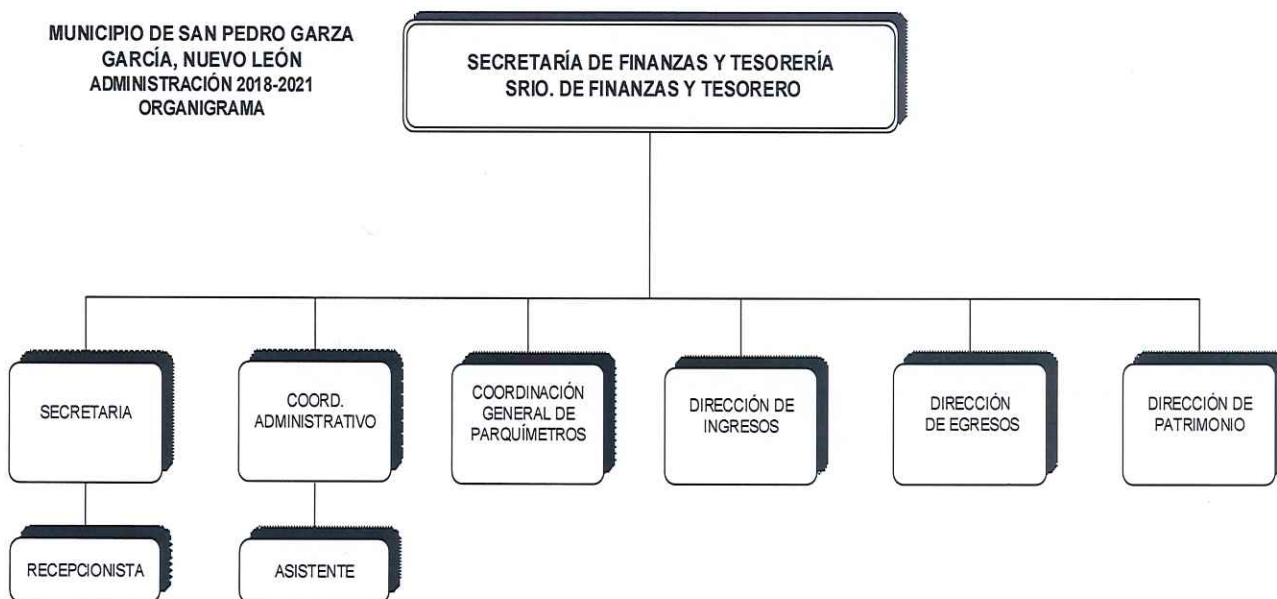 MUNICIPIO DE SAN PEDRO GARZA
GARCÍA, NUEVO LEÓN
ADMINISTRACIÓN 2018-2021
ORGANIGRAMA
SECRETARÍA DE FINANZAS Y TESORERÍA
SRIO. DE FINANZAS Y TESORERO
SECRETARIA
COORD.
ADMINISTRATIVO
COORDINACIÓN
GENERAL DE
PARQUÍMETROS
DIRECCIÓN DE
INGRESOS
DIRECCIÓN
DE EGRESOS
DIRECCIÓN DE
PATRIMONIO
RECEPCIONISTA
ASISTENTE